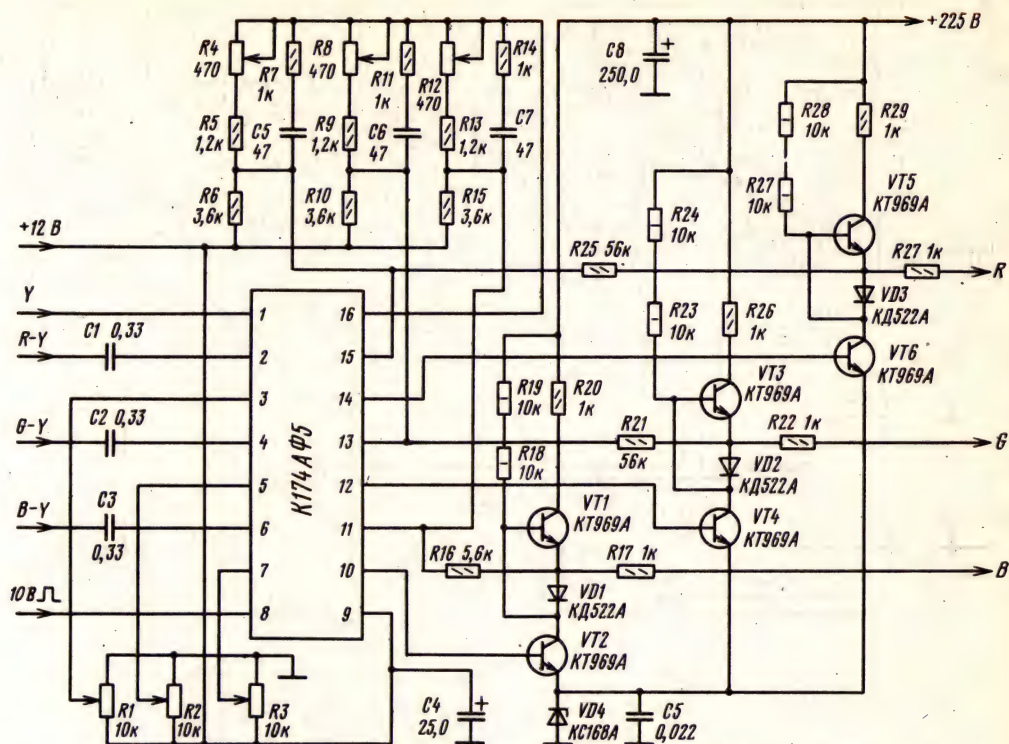 +225 В
R4
470
R7
1к
R8
470
R11
1к
R12
470
R14
1к
C8
250,0
R28
10к
R29
1к
R5
1,2к
C5
47
R9
1,2к
C6
47
R13
1,2к
C7
47
R6
3,6к
R10
3,6к
R15
3,6к
R27
10к
VT5
КТ969А
R24
10к
+12 В
R25 56к
R27 1к
R
VD3
КД522А
Y
1
16
R23
10к
R26
1к
R-Y
C1 0,33
2
15
VT6
КТ969А
3
14
R19
10к
R20
1к
VT3
КТ969А
G-Y
C2 0,33
4
13
R21
56к
R22 1к
G
К174АФ5
R18
10к
VD2
КД522А
5
12
B-Y
C3
0,33
6
11
VT1
КТ969А
VT4
КТ969А
R16 5,6к
R17 1к
B
7
10
VD1
КД522А
10В
8
9
VT2
КТ969А
R1
10к
R2
10к
R3
10к
C4
25,0
VD4
КС168А
C5
0,022